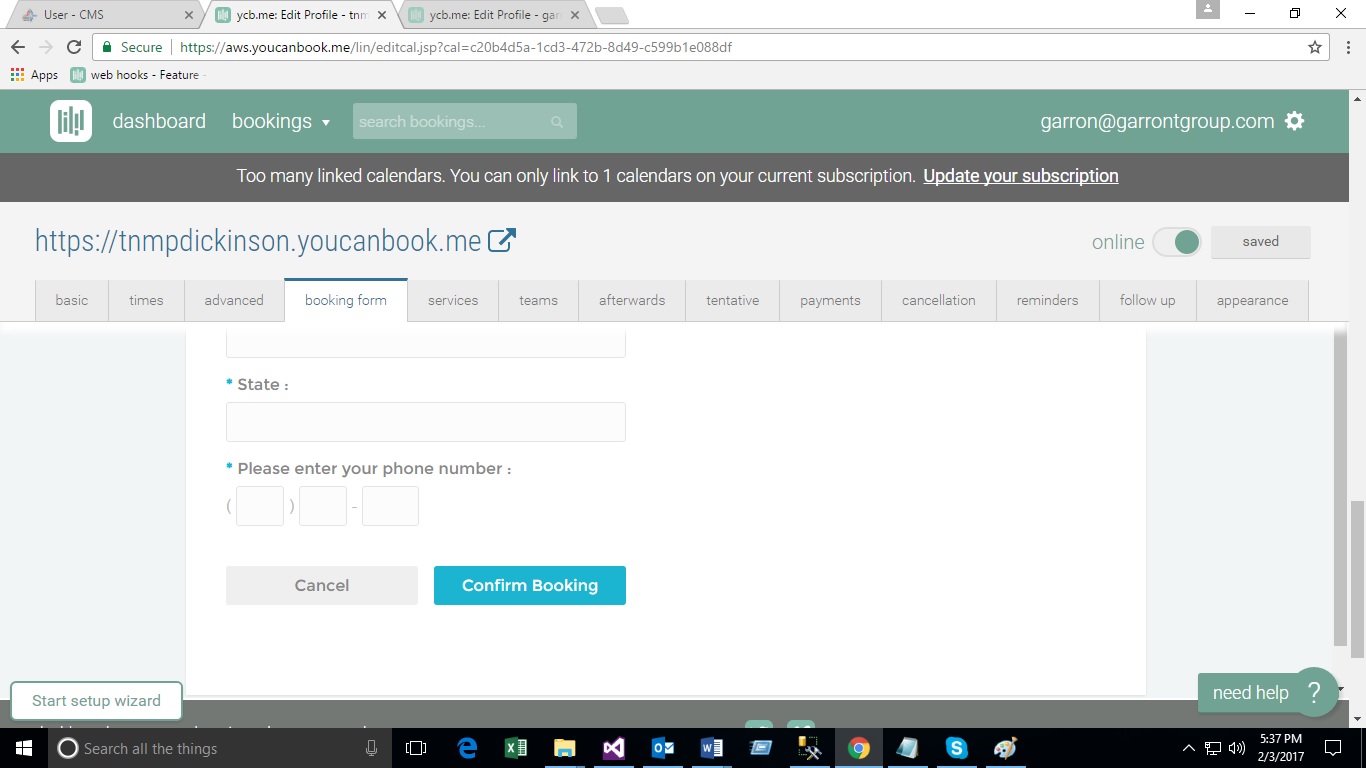 User - CMS
ycb.me: Edit Profile - tnm
ycb.me: Edit Profile - gar
Secure
https://aws.youcanbook.me/lin/editcal.jsp?cal=c20b4d5a-1cd3-472b-8d49-c599b1e088df
Apps
web hooks - Feature -
dashboard
bookings
search bookings...
garron@garrontgroup.com
Too many linked calendars. You can only link to 1 calendars on your current subscription. Update your subscription
https://tnmpdickinson.youcanbook.me
online
saved
basic
times
advanced
booking form
services
teams
afterwards
tentative
payments
cancellation
reminders
follow up
appearance
* State :
* Please enter your phone number :
( ) -
Cancel
Confirm Booking
Start setup wizard
need help ?
Search all the things
5:37 PM
2/3/2017